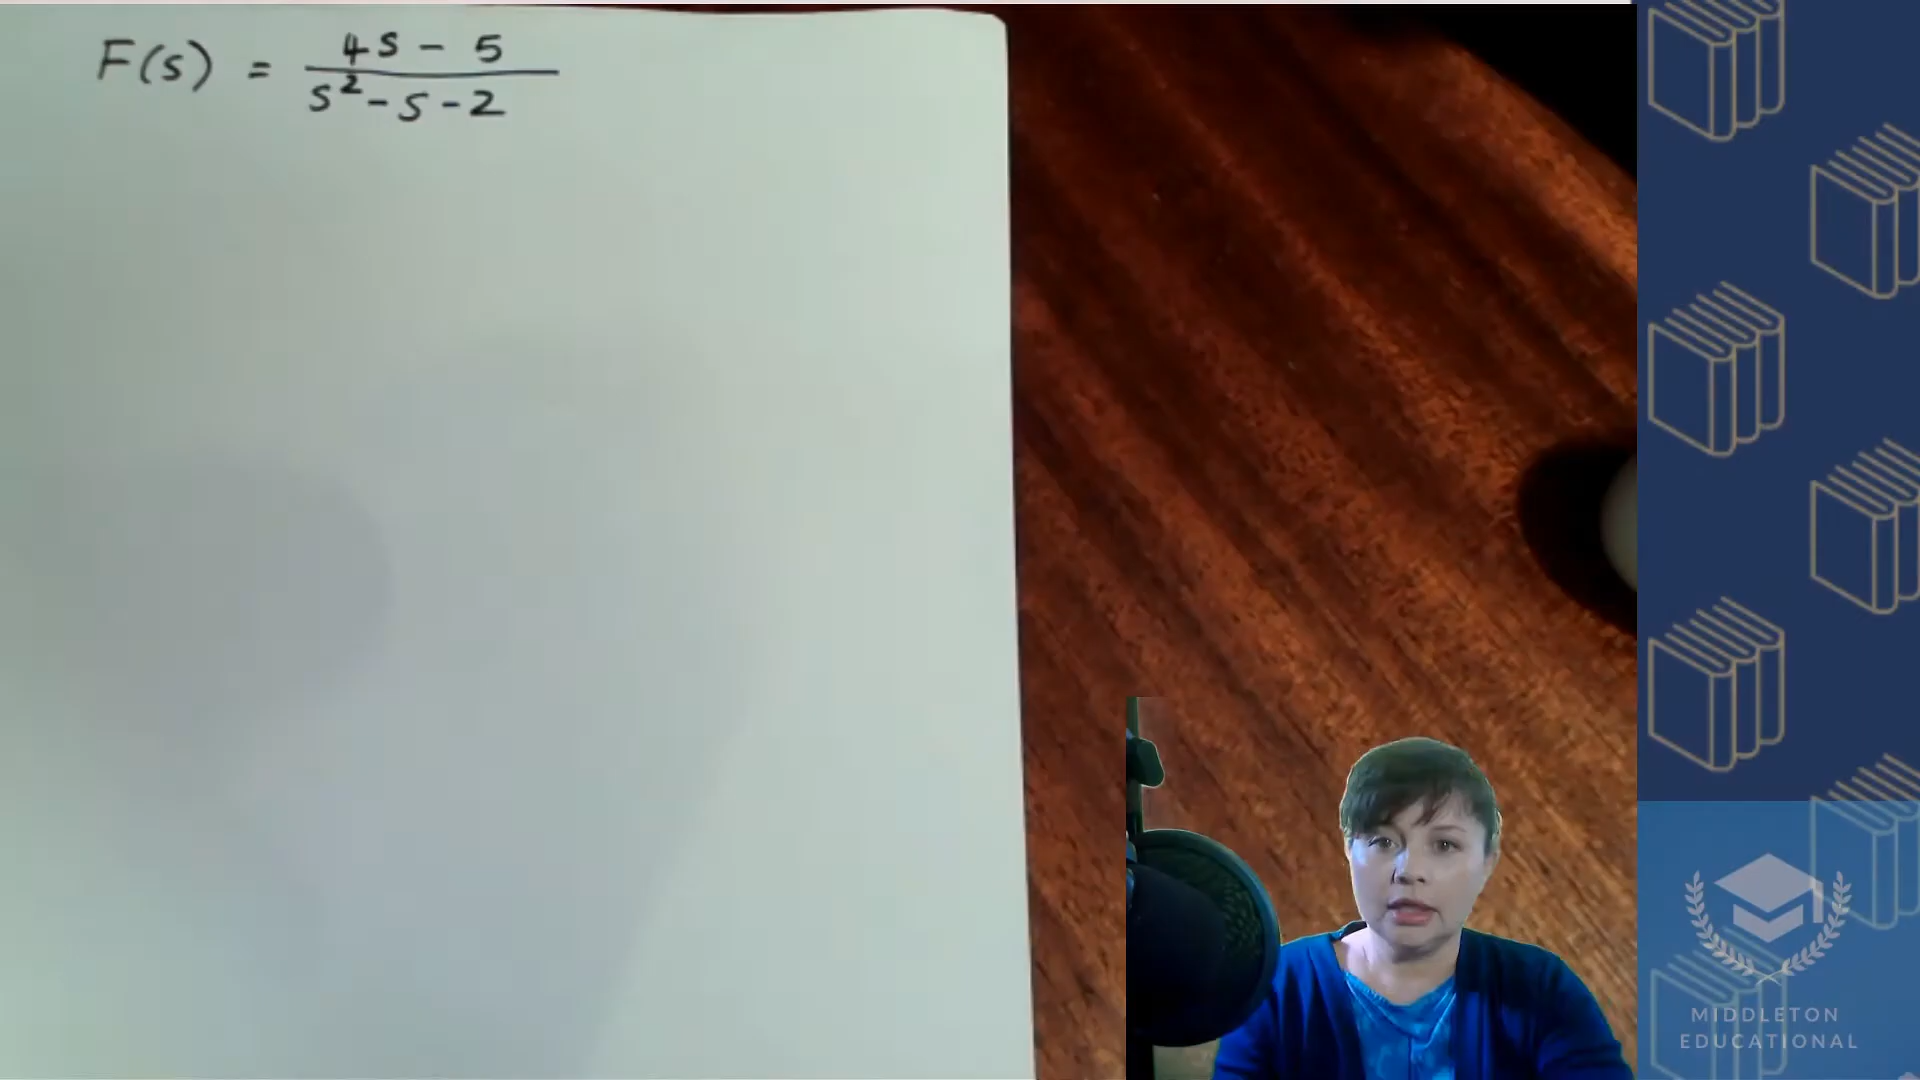 F(s) = 4s - 5
s² - s - 2
MIDDLETON
EDUCATIONAL